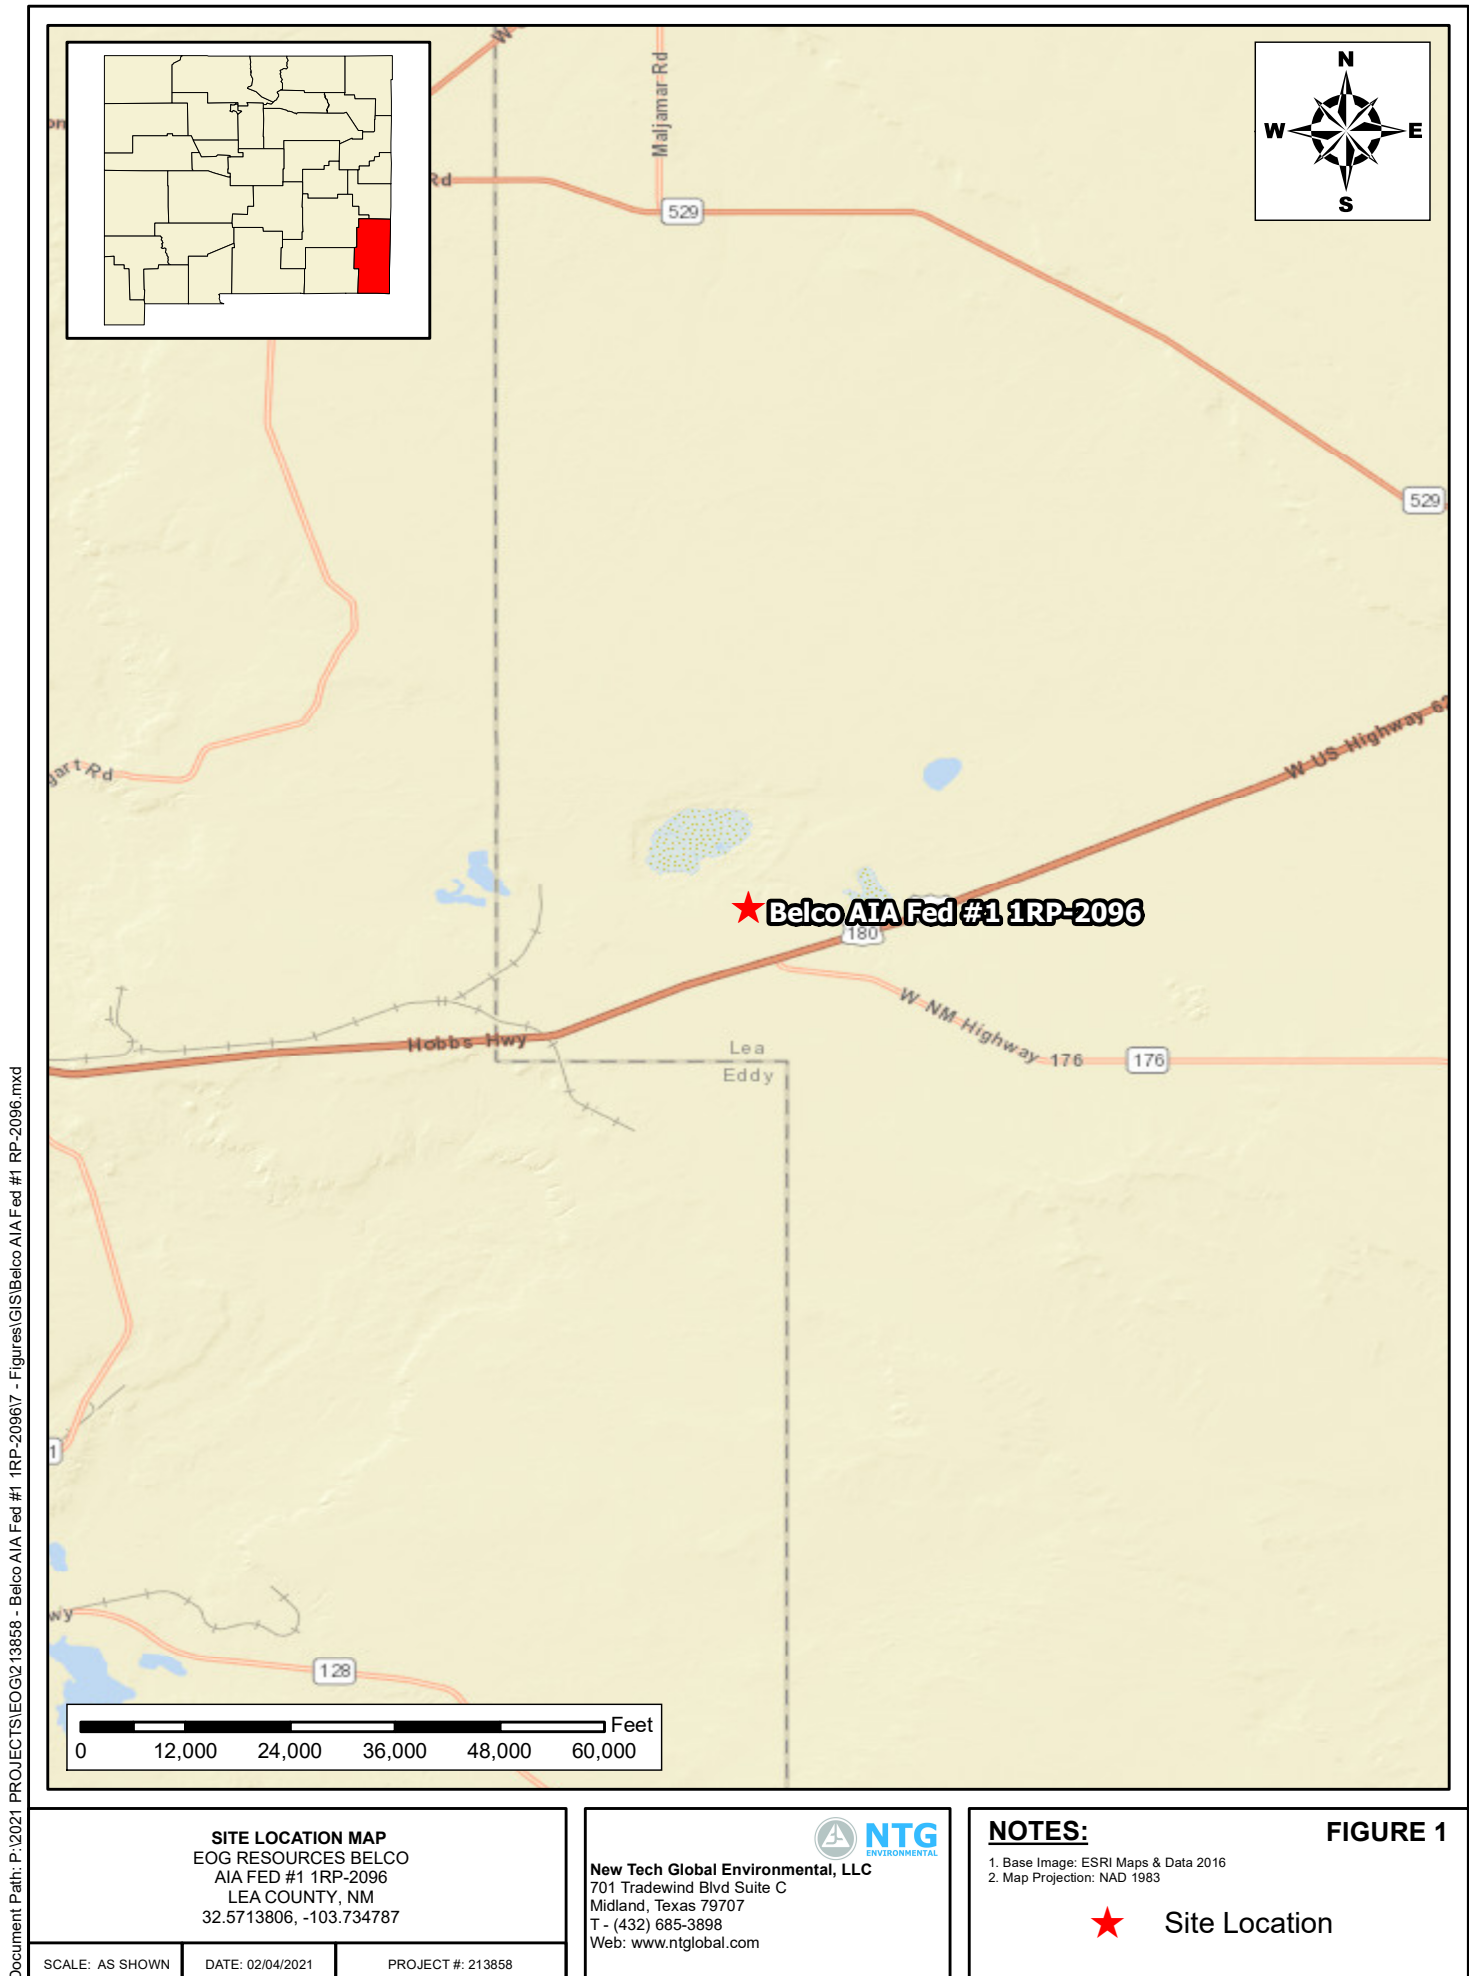 N
W
E
S
W
Maljamar Rd
on
Rd
529
529
W US Highway 62
gart Rd
Belco AIA Fed #1 1RP-2096
180
W NM Highway 176
176
Hobbs Hwy
Lea
Eddy
1
wy
128
Feet
0 12,000 24,000 36,000 48,000 60,000
Document Path: P:\2021 PROJECTS\EOG\213858 - Belco AIA Fed #1 1RP-2096\7 - Figures\GIS\Belco AIA Fed #1 RP-2096.mxd
SITE LOCATION MAP
EOG RESOURCES BELCO
AIA FED #1 1RP-2096
LEA COUNTY, NM
32.5713806, -103.734787
SCALE: AS SHOWN
DATE: 02/04/2021
PROJECT #: 213858
NTG
ENVIRONMENTAL
New Tech Global Environmental, LLC
701 Tradewind Blvd Suite C
Midland, Texas 79707
T - (432) 685-3898
Web: www.ntglobal.com
NOTES:
FIGURE 1
1. Base Image: ESRI Maps & Data 2016
2. Map Projection: NAD 1983
Site Location